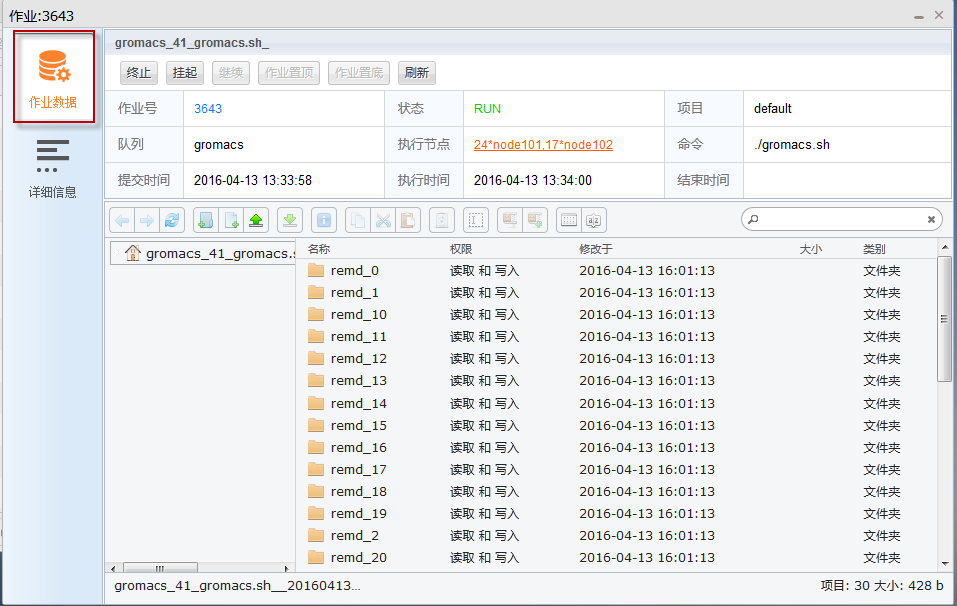 作业:3643
作业数据
详细信息
gromacs_41_gromacs.sh_
终止 挂起 继续 作业置顶 作业置底 刷新
作业号 3643 状态 RUN 项目 default
队列 gromacs 执行节点 24*node101,17*node102 命令 ./gromacs.sh
提交时间 2016-04-13 13:33:58 执行时间 2016-04-13 13:34:00 结束时间
gromacs_41_gromacs.s
名称 权限 修改于 大小 类别
remd_0 读取 和 写入 2016-04-13 16:01:13 文件夹
remd_1 读取 和 写入 2016-04-13 16:01:13 文件夹
remd_10 读取 和 写入 2016-04-13 16:01:13 文件夹
remd_11 读取 和 写入 2016-04-13 16:01:13 文件夹
remd_12 读取 和 写入 2016-04-13 16:01:13 文件夹
remd_13 读取 和 写入 2016-04-13 16:01:13 文件夹
remd_14 读取 和 写入 2016-04-13 16:01:13 文件夹
remd_15 读取 和 写入 2016-04-13 16:01:13 文件夹
remd_16 读取 和 写入 2016-04-13 16:01:13 文件夹
remd_17 读取 和 写入 2016-04-13 16:01:13 文件夹
remd_18 读取 和 写入 2016-04-13 16:01:13 文件夹
remd_19 读取 和 写入 2016-04-13 16:01:13 文件夹
remd_2 读取 和 写入 2016-04-13 16:01:13 文件夹
remd_20 读取 和 写入 2016-04-13 16:01:13 文件夹
gromacs_41_gromacs.sh__20160413... 项目: 30 大小: 428 b